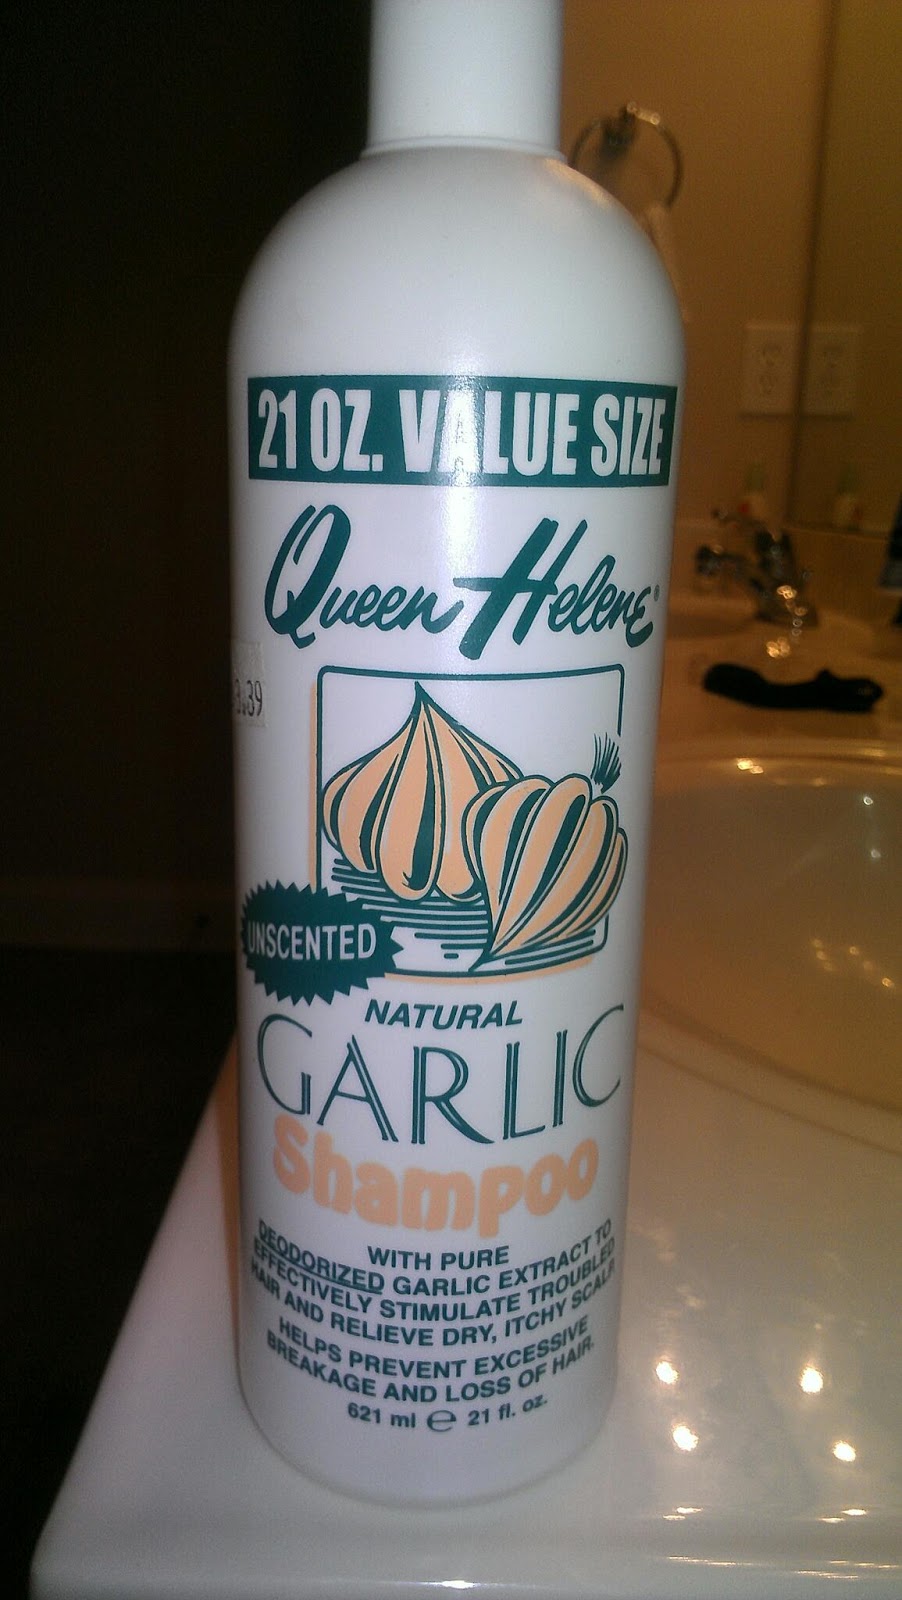 21 OZ. VALUE SIZE
Queen Helene®
3.39
UNSCENTED
NATURAL
GARLIC
Shampoo
WITH PURE
DEODORIZED GARLIC EXTRACT TO
EFFECTIVELY STIMULATE TROUBLED
HAIR AND RELIEVE DRY, ITCHY SCALP
HELPS PREVENT EXCESSIVE
BREAKAGE AND LOSS OF HAIR.
621 ml ℮ 21 fl. oz.